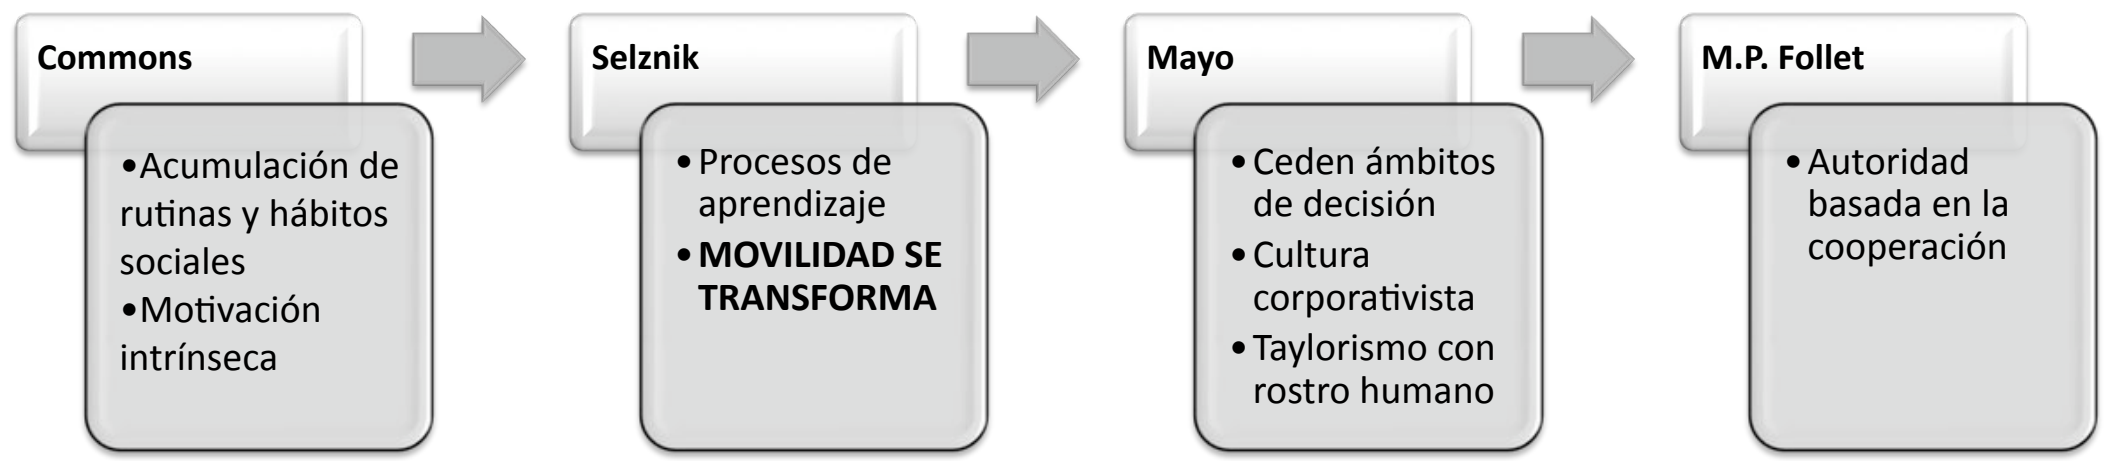 Commons
•Acumulación de
rutinas y hábitos
sociales
•Motivación
intrínseca
Selznik
•Procesos de
aprendizaje
•MOVILIDAD SE
TRANSFORMA
Mayo
•Ceden ámbitos
de decisión
•Cultura
corporativista
•Taylorismo con
rostro humano
M.P. Follet
•Autoridad
basada en la
cooperación